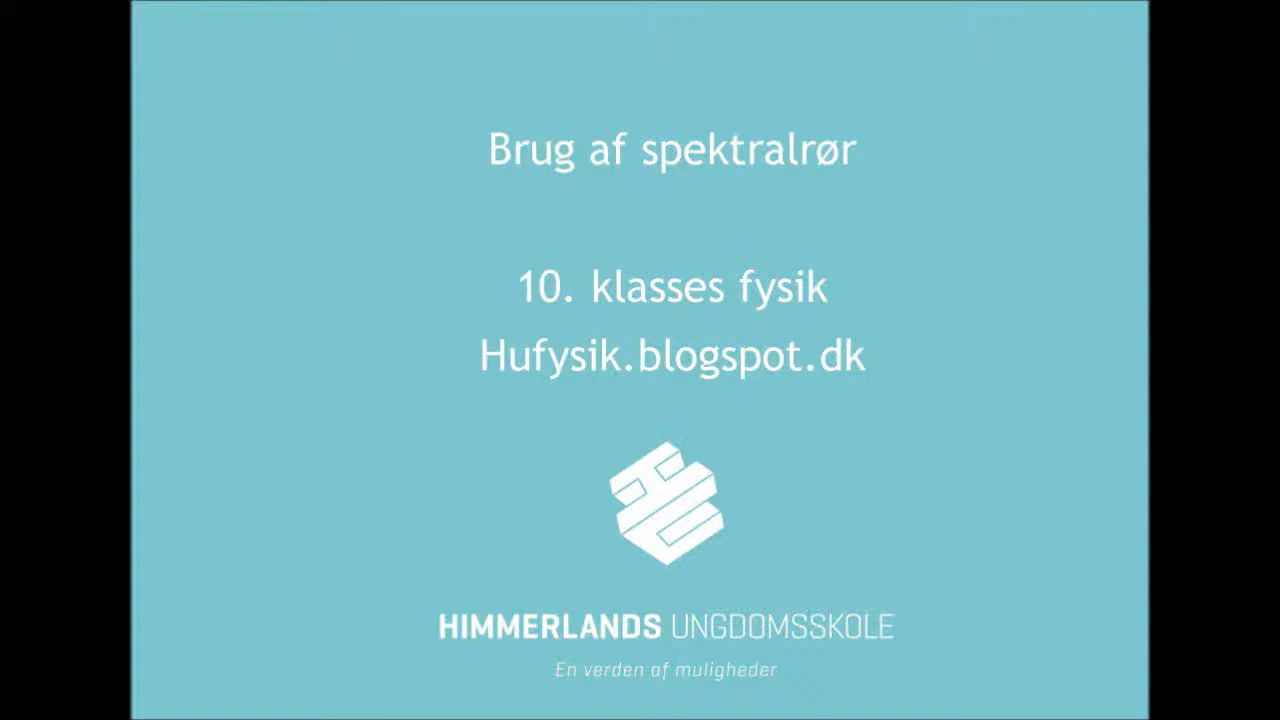 Brug af spektralrør
10. klasses fysik
Hufysik.blogspot.dk
HIMMERLANDS UNGDOMSSKOLE
En verden af muligheder